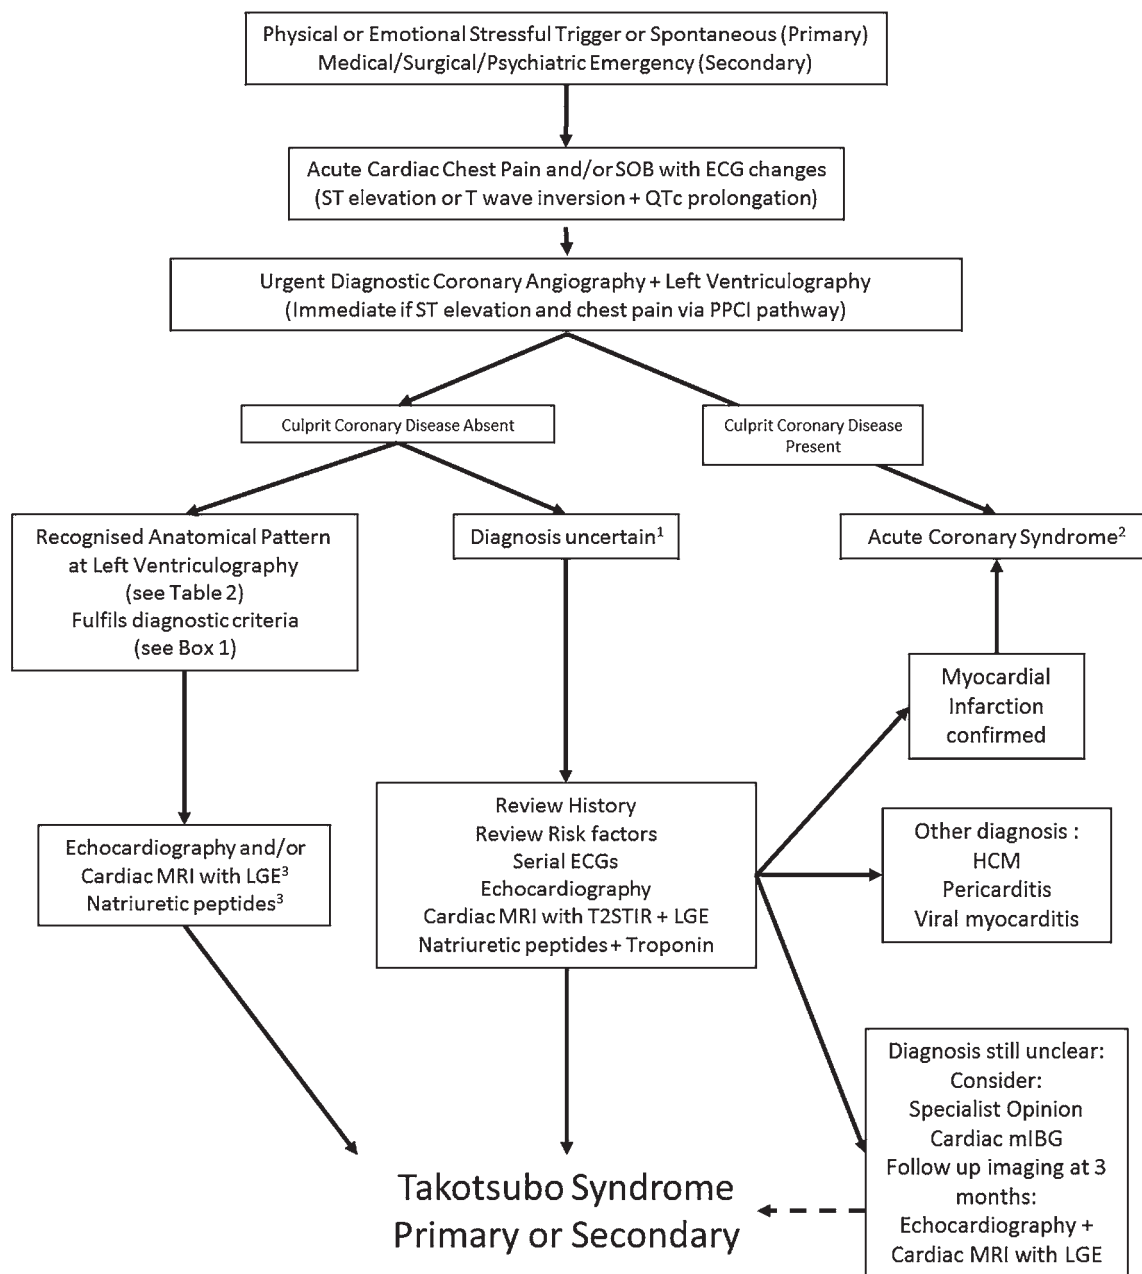 Physical or Emotional Stressful Trigger or Spontaneous (Primary)
Medical/Surgical/Psychiatric Emergency (Secondary)
Acute Cardiac Chest Pain and/or SOB with ECG changes
(ST elevation or T wave inversion + QTc prolongation)
Urgent Diagnostic Coronary Angiography + Left Ventriculography
(Immediate if ST elevation and chest pain via PPCI pathway)
Culprit Coronary Disease Absent
Culprit Coronary Disease
Present
Recognised Anatomical Pattern
at Left Ventriculography
(see Table 2)
Fulfils diagnostic criteria
(see Box 1)
Diagnosis uncertain¹
Acute Coronary Syndrome²
Myocardial
Infarction
confirmed
Echocardiography and/or
Cardiac MRI with LGE³
Natriuretic peptides³
Review History
Review Risk factors
Serial ECGs
Echocardiography
Cardiac MRI with T2STIR + LGE
Natriuretic peptides + Troponin
Other diagnosis :
HCM
Pericarditis
Viral myocarditis
Diagnosis still unclear:
Consider:
Specialist Opinion
Cardiac mIBG
Follow up imaging at 3
months:
Echocardiography +
Cardiac MRI with LGE
Takotsubo Syndrome
Primary or Secondary